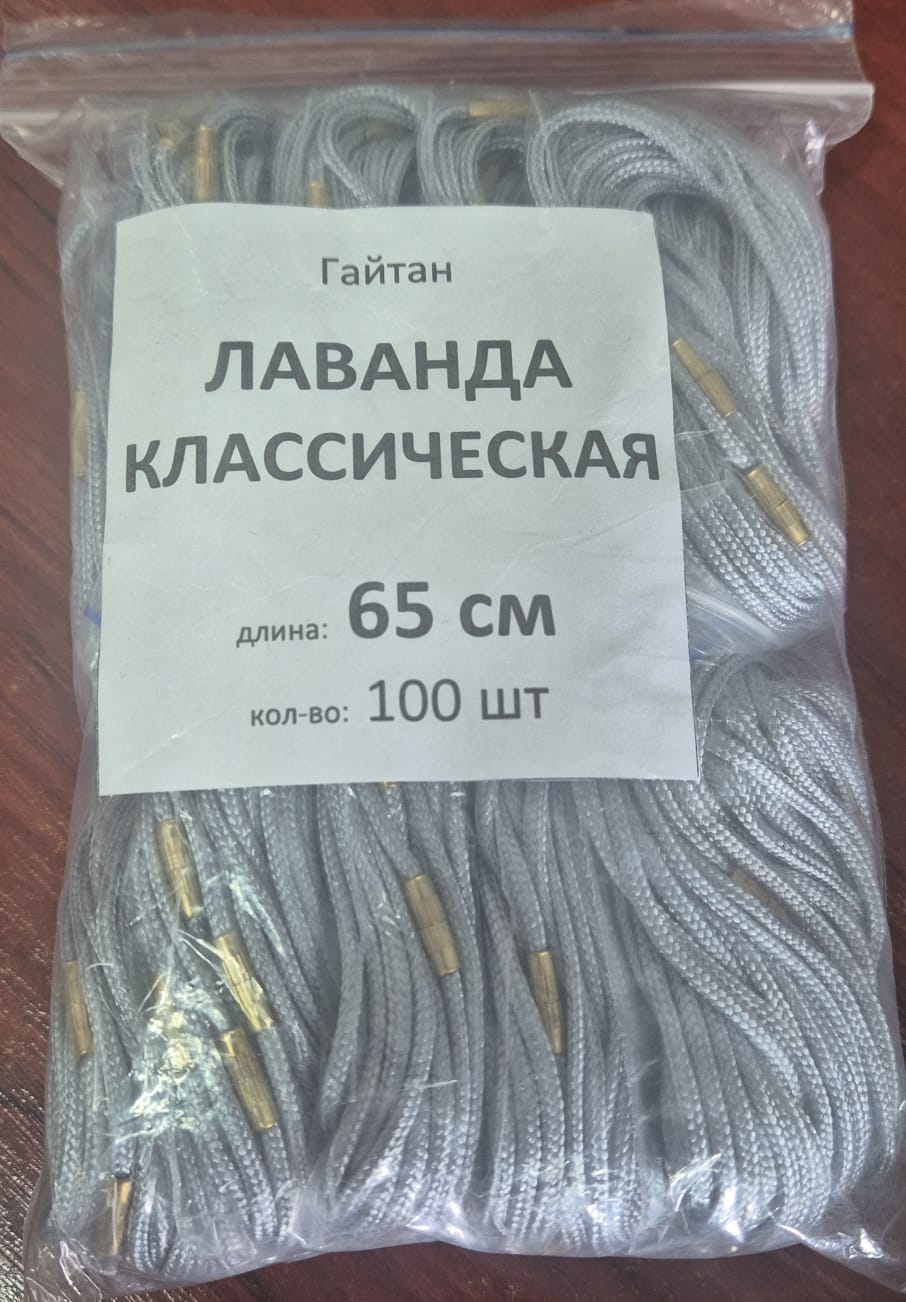 Гайтан
ЛАВАНДА
КЛАССИЧЕСКАЯ
длина: 65 см
кол-во: 100 шт